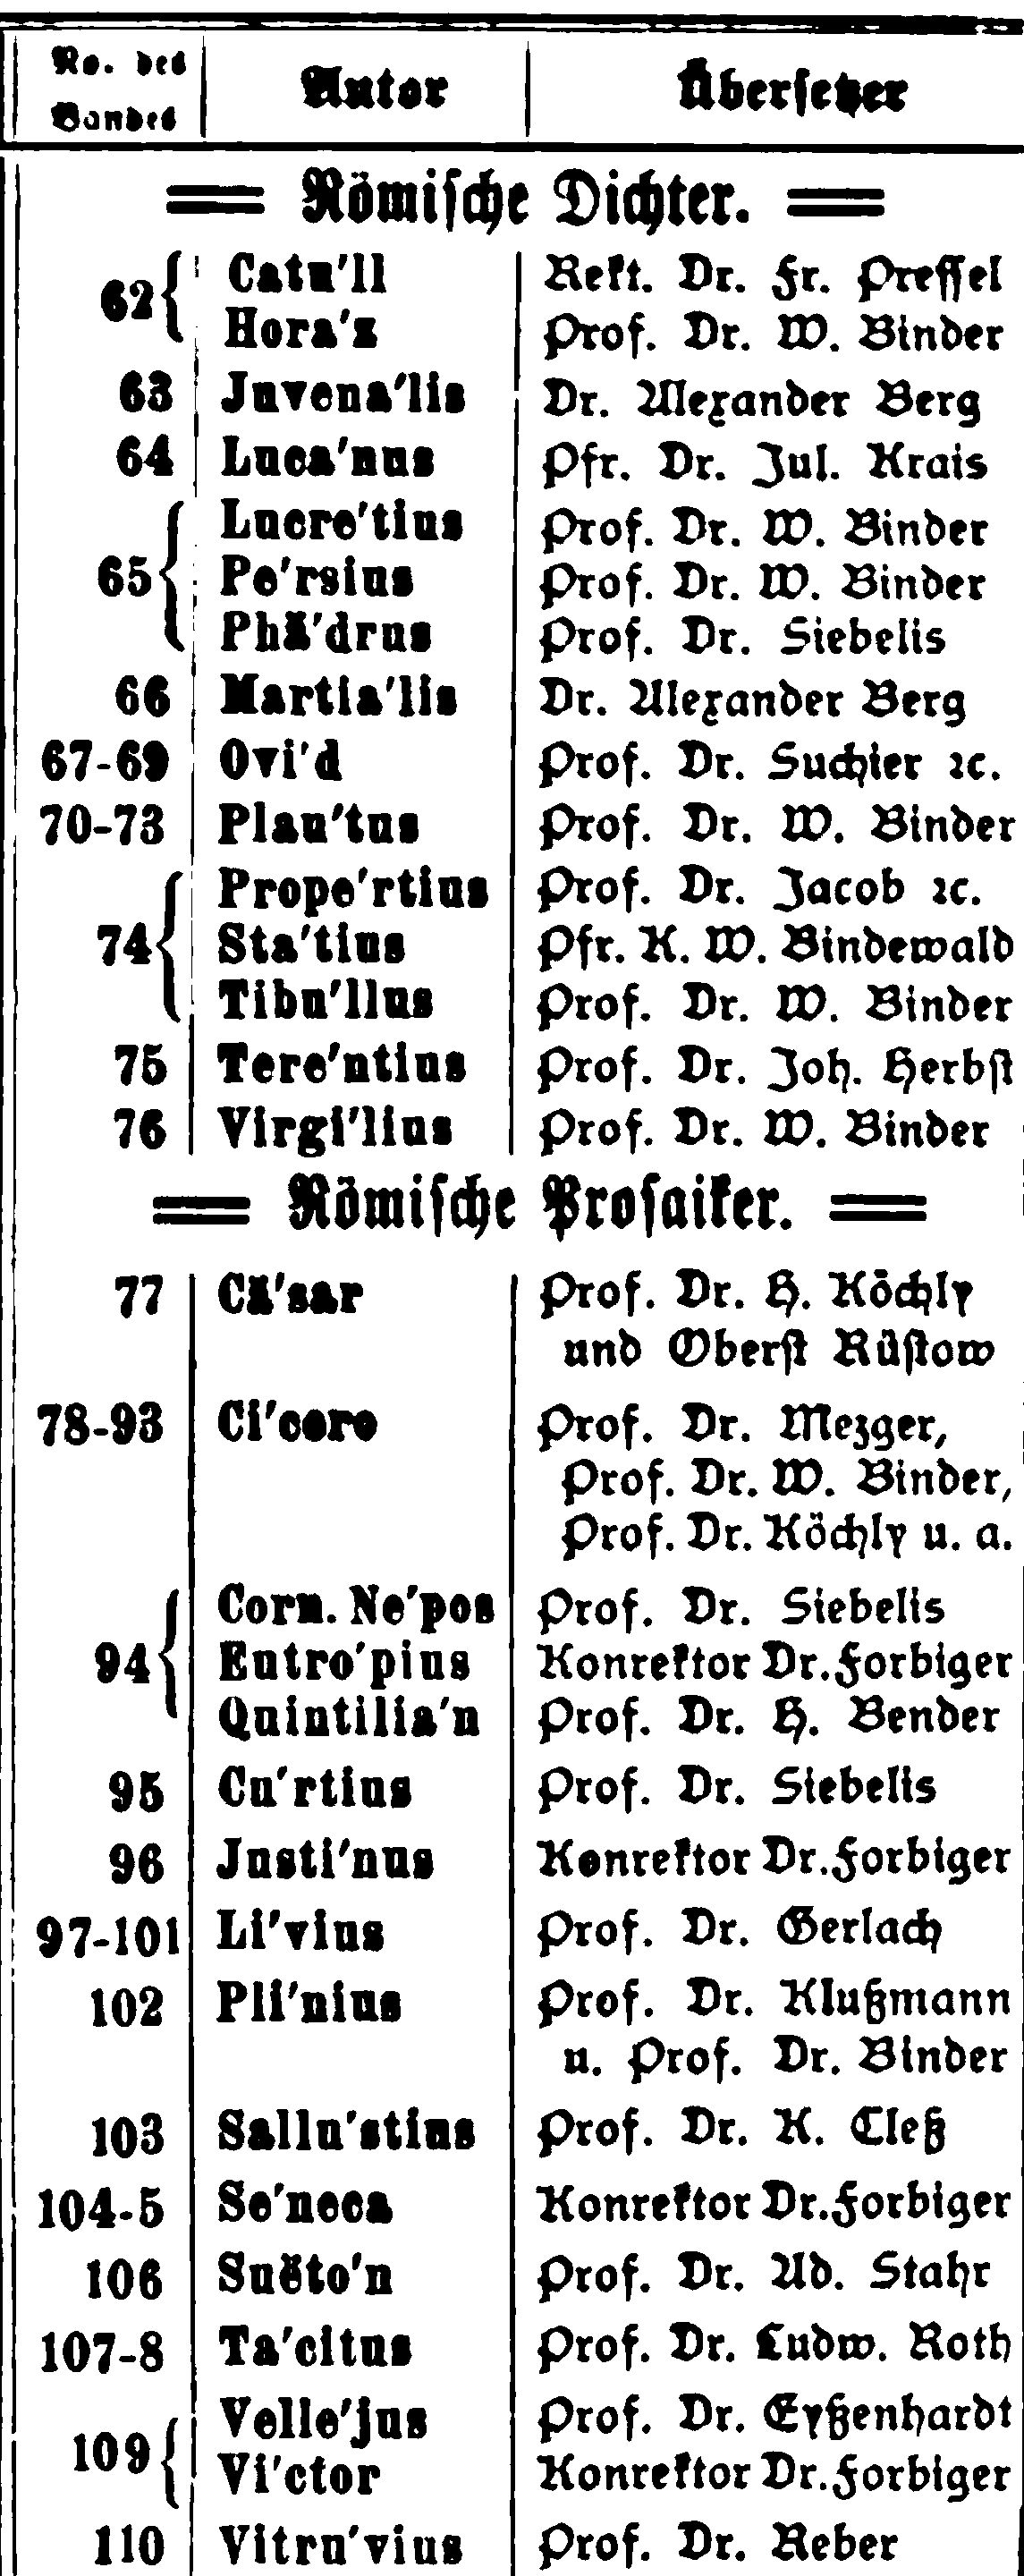 No. des Bandes | Autor | Übersetzer
Römische Dichter.
62 { Catu'll | Rekt. Dr. Fr. Pressel
Hora'z | Prof. Dr. W. Binder
63 | Juvena'lis | Dr. Alexander Berg
64 | Luca'nus | Pfr. Dr. Jul. Krais
65 { Lucre'tius | Prof. Dr. W. Binder
Pe'rsius | Prof. Dr. W. Binder
Phä'drus | Prof. Dr. Siebelis
66 | Martia'lis | Dr. Alexander Berg
67-69 | Ovi'd | Prof. Dr. Suchier ꝛc.
70-73 | Plau'tus | Prof. Dr. W. Binder
74 { Prope'rtius | Prof. Dr. Jacob ꝛc.
Sta'tius | Pfr. K. W. Bindewald
Tibu'llus | Prof. Dr. W. Binder
75 | Tere'ntius | Prof. Dr. Joh. Herbst
76 | Virgi'lius | Prof. Dr. W. Binder
Römische Prosaiker.
77 | Cä'sar | Prof. Dr. H. Köchly
und Oberst Rüstow
78-93 | Ci'cero | Prof. Dr. Mezger,
Prof. Dr. W. Binder,
Prof. Dr. Köchly u. a.
94 { Corn. Ne'pos | Prof. Dr. Siebelis
Eutro'pius | Konrektor Dr. Forbiger
Quintilia'n | Prof. Dr. H. Bender
95 | Cu'rtius | Prof. Dr. Siebelis
96 | Justi'nus | Konrektor Dr. Forbiger
97-101 | Li'vius | Prof. Dr. Gerlach
102 | Pli'nius | Prof. Dr. Klußmann
u. Prof. Dr. Binder
103 | Sallu'stius | Prof. Dr. K. Cleß
104-5 | Se'neca | Konrektor Dr. Forbiger
106 | Suëto'n | Prof. Dr. Ad. Stahr
107-8 | Ta'citus | Prof. Dr. Ludw. Roth
109 { Velle'jus | Prof. Dr. Eyßenhardt
Vi'ctor | Konrektor Dr. Forbiger
110 | Vitru'vius | Prof. Dr. Reber